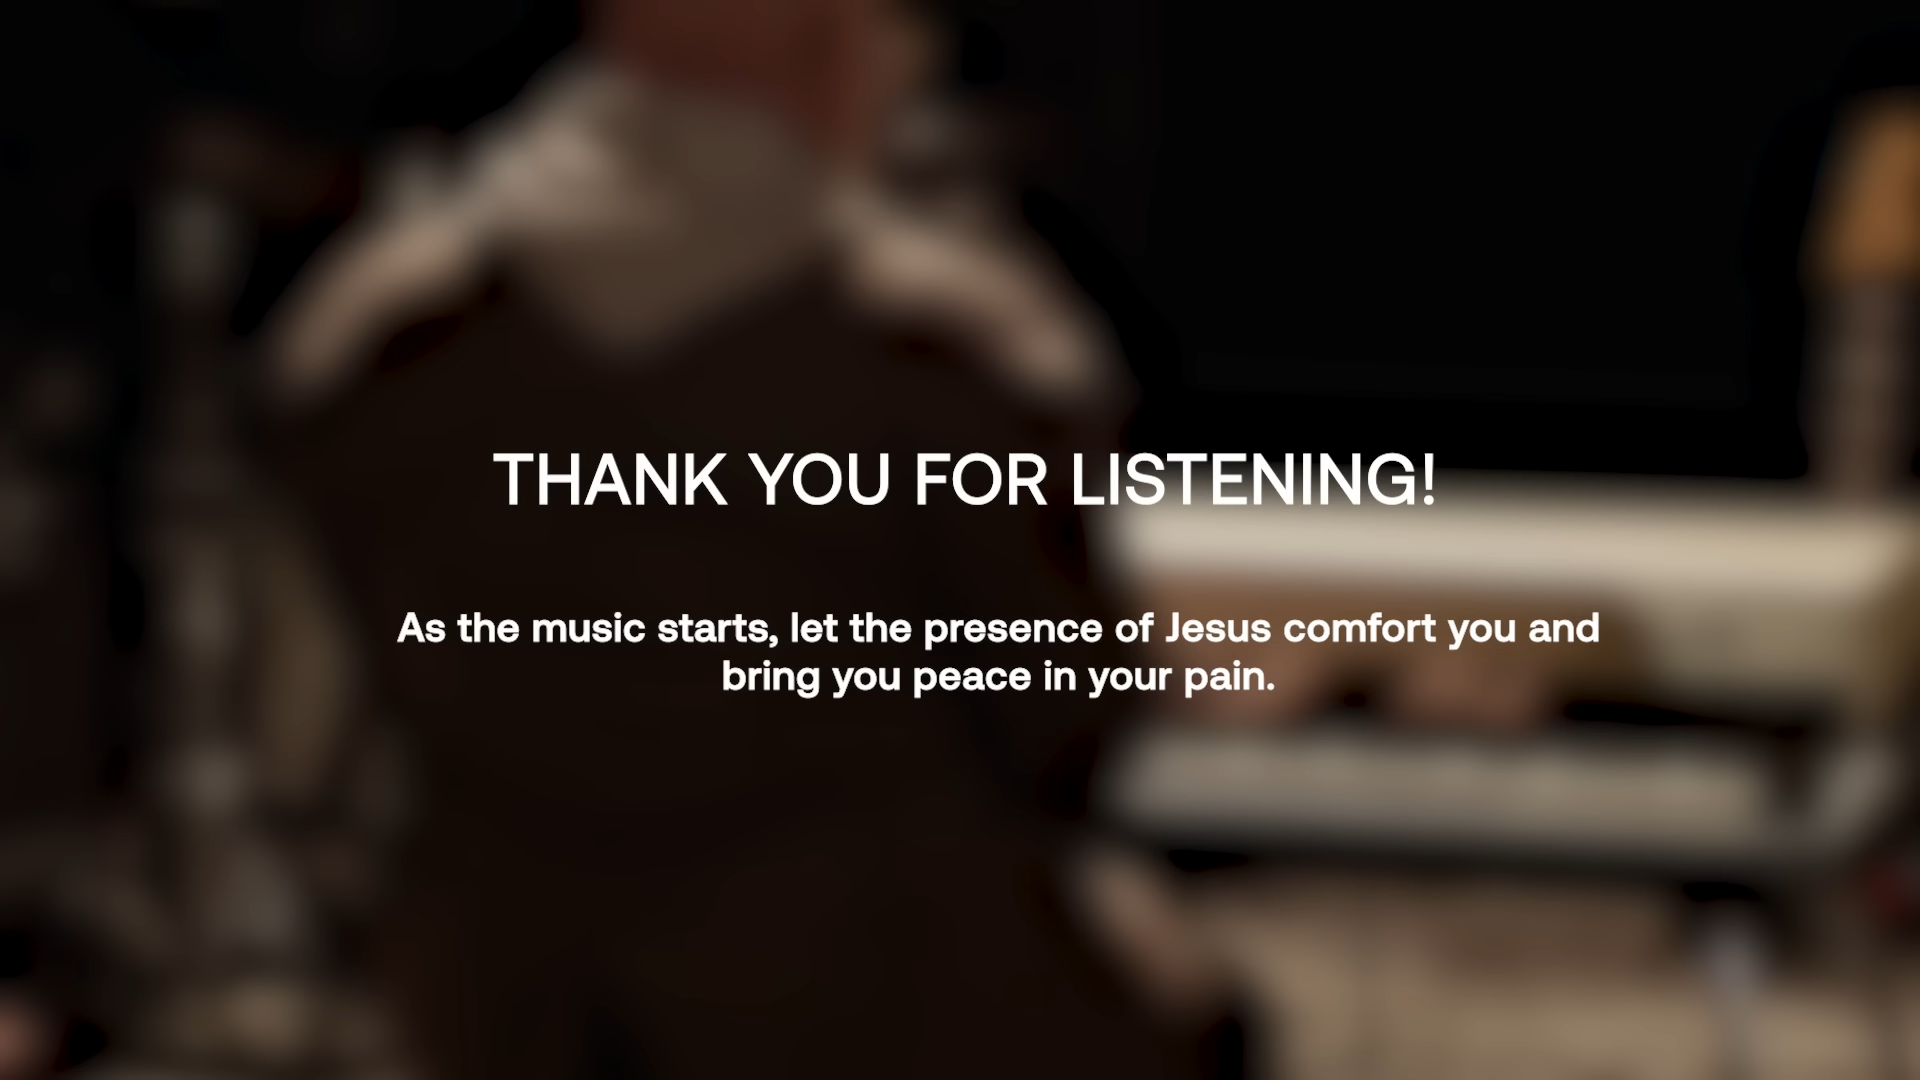 THANK YOU FOR LISTENING!
As the music starts, let the presence of Jesus comfort you and
bring you peace in your pain.